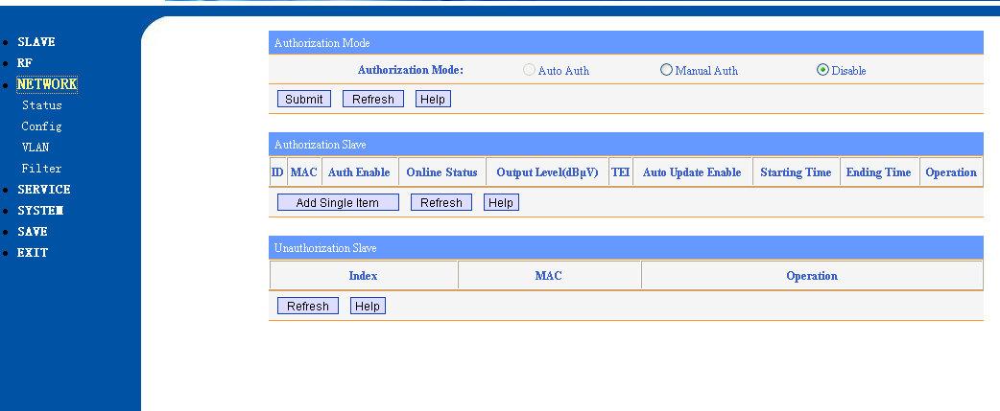 SLAVE
RF
NETWORK
Status
Config
VLAN
Filter
SERVICE
SYSTEM
SAVE
EXIT
Authorization Mode
Authorization Mode: Auto Auth Manual Auth Disable
Submit Refresh Help
Authorization Slave
ID MAC Auth Enable Online Status Output Level(dBμV) TEI Auto Update Enable Starting Time Ending Time Operation
Add Single Item Refresh Help
Unauthorization Slave
Index MAC Operation
Refresh Help